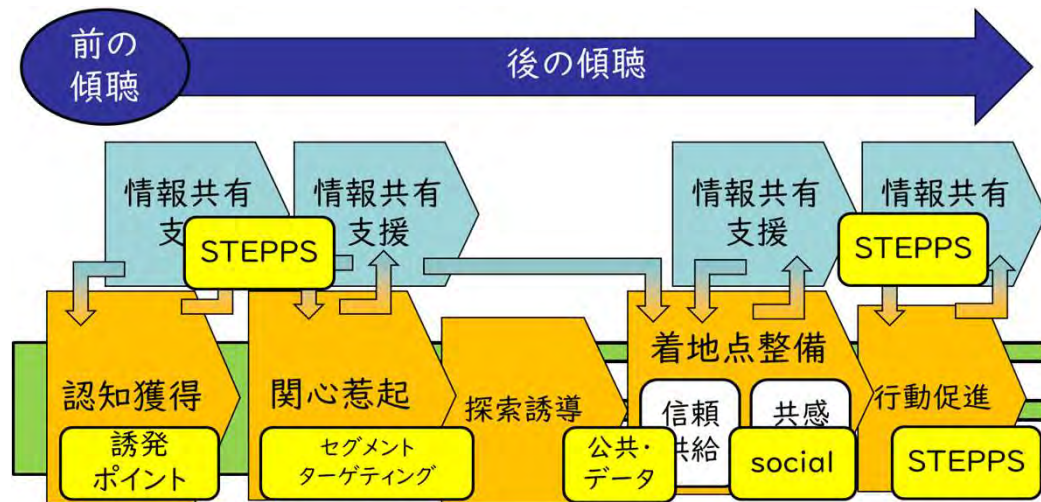 前の
傾聴
後の傾聴
情報共有
支
情報共有
支援
STEPPS
情報共有
支援
情報共有
STEPPS
認知獲得
誘発
ポイント
関心惹起
セグメント
ターゲティング
探索誘導
着地点整備
信頼
供給
共感
公共・
データ
social
行動促進
STEPPS